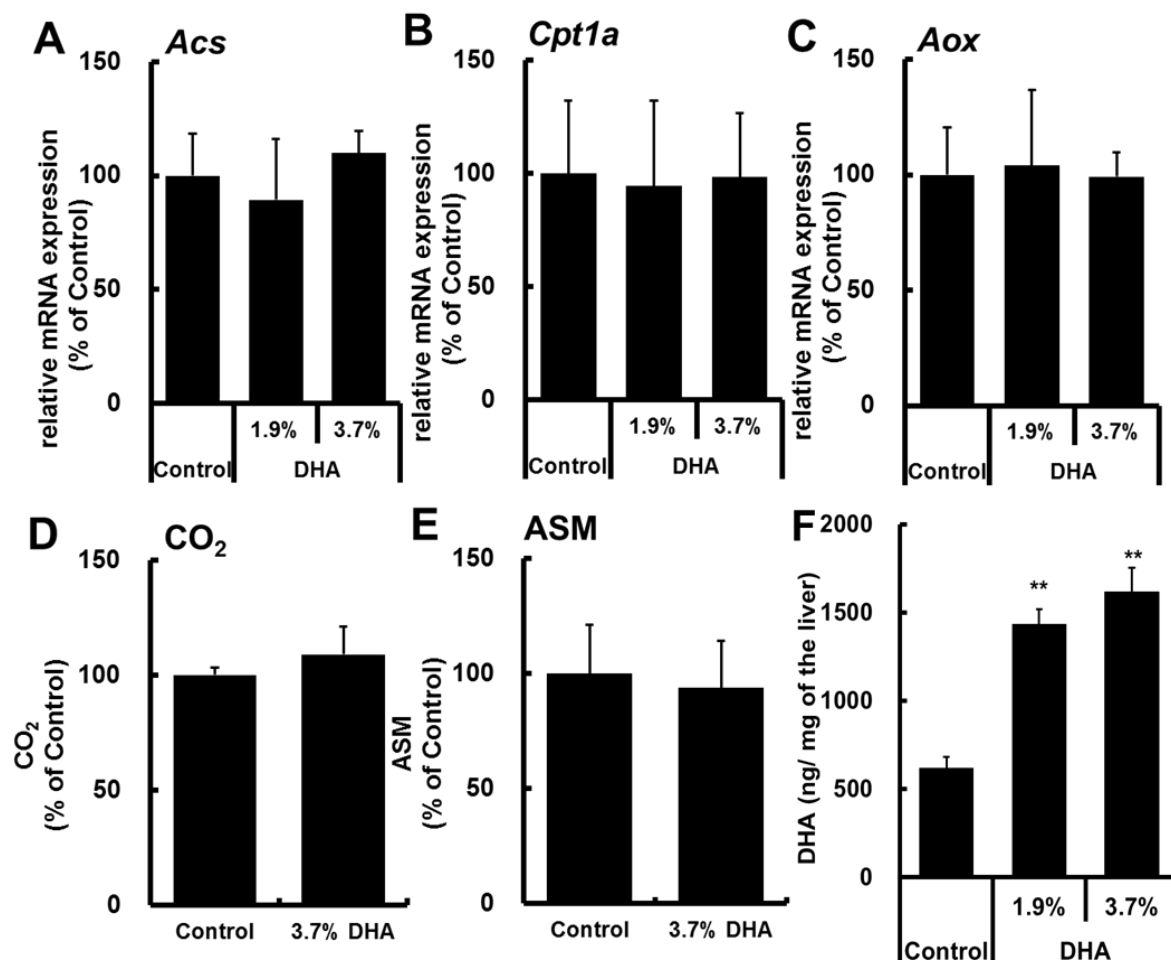 A
Acs
relative mRNA expression
(% of Control)
150
100
50
0
1.9%
3.7%
Control
DHA
B
Cpt1a
relative mRNA expression
(% of Control)
150
100
50
0
1.9%
3.7%
Control
DHA
C
Aox
relative mRNA expression
(% of Control)
150
100
50
0
1.9%
3.7%
Control
DHA
D
CO₂
CO₂
(% of Control)
150
100
50
0
Control
3.7% DHA
E
ASM
ASM
(% of Control)
150
100
50
0
Control
3.7% DHA
F
DHA (ng/ mg of the liver)
2000
1500
1000
500
0
**
**
1.9%
3.7%
Control
DHA